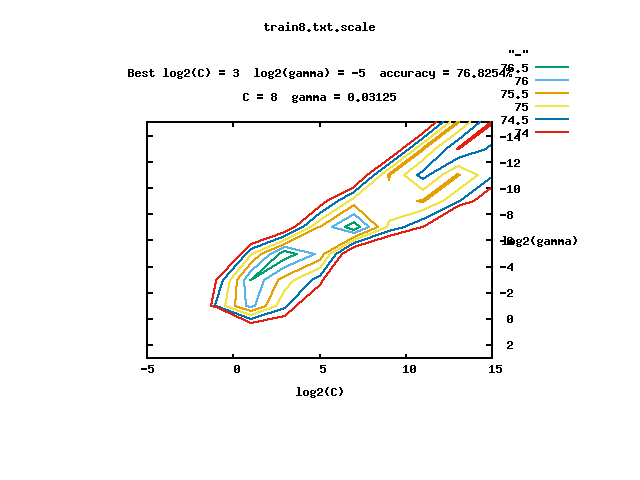 train8.txt.scale
"-"
Best log2(C) = 3  log2(gamma) = -5  accuracy = 76.8254%
C = 8  gamma = 0.03125
76.5
76
75.5
75
74.5
74
-14
-12
-10
-8
-6
log2(gamma)
-4
-2
0
2
-5 0 5 10 15
log2(C)